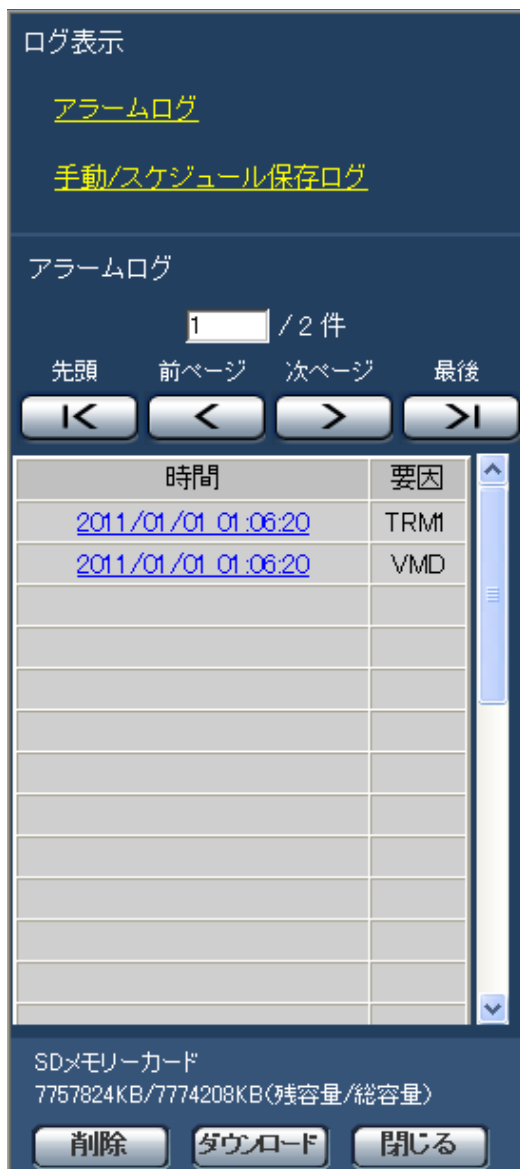 ログ表示
アラームログ
手動/スケジュール保存ログ
アラームログ
1 / 2 件
先頭 前ページ 次ページ 最後
|< < > >|
時間 要因
2011/01/01 01:06:20 TRM1
2011/01/01 01:06:20 VMD
SDメモリーカード
7757824KB/7774208KB(残容量/総容量)
削除 ダウンロード 閉じる